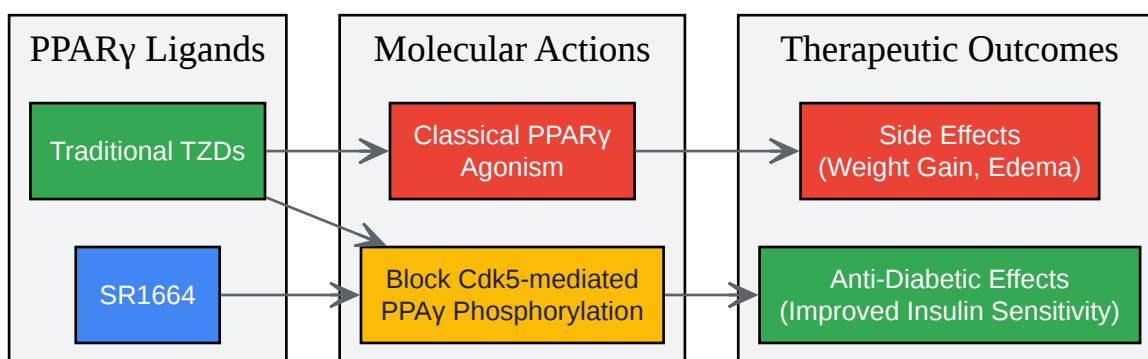 PPARγ Ligands
Traditional TZDs
SR1664
Molecular Actions
Classical PPARγ
Agonism
Block Cdk5-mediated
PPAγ Phosphorylation
Therapeutic Outcomes
Side Effects
(Weight Gain, Edema)
Anti-Diabetic Effects
(Improved Insulin Sensitivity)